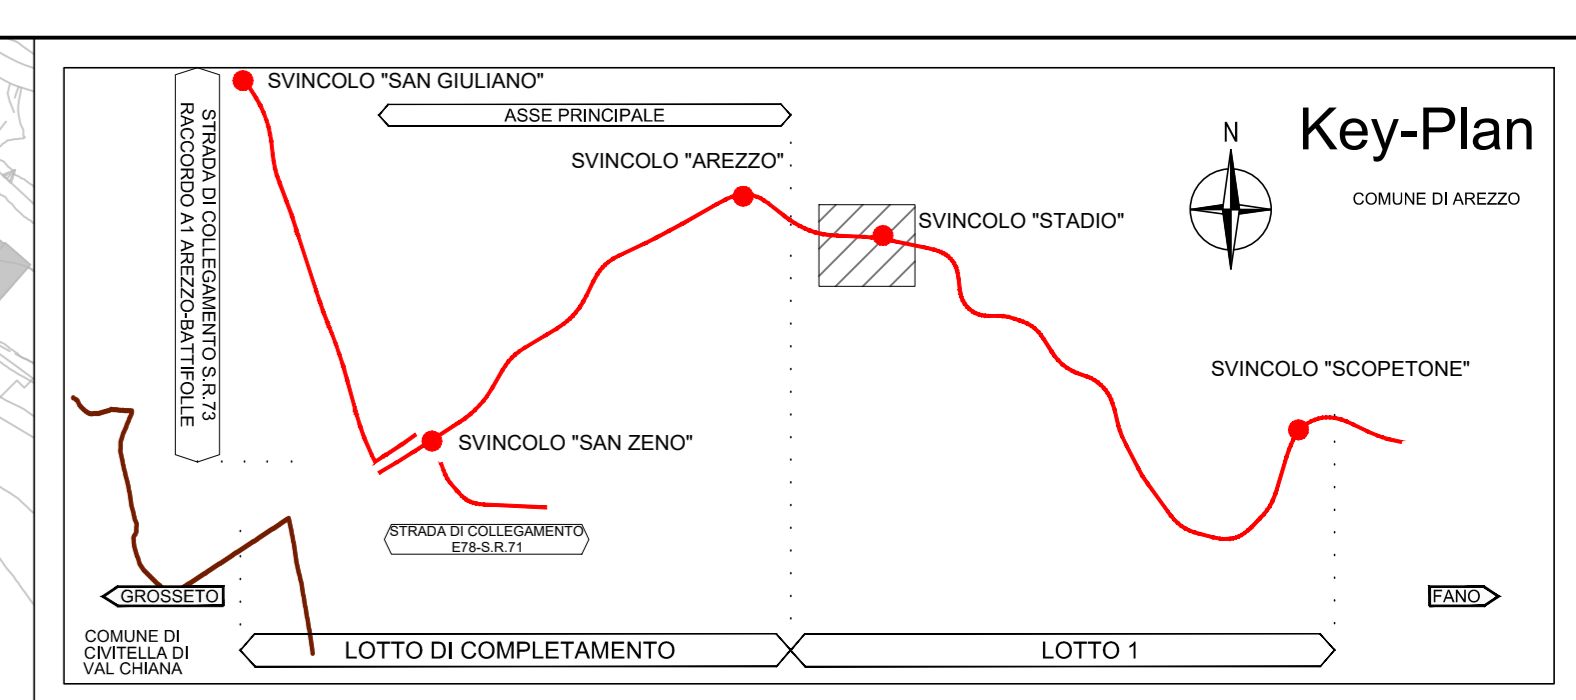 SVINCOLO "SAN GIULIANO"
ASSE PRINCIPALE
Key-Plan
N
SVINCOLO "AREZZO"
COMUNE DI AREZZO
STRADA DI COLLEGAMENTO S.R.73
RACCORDO A1 AREZZO-BATTIFOLLE
SVINCOLO "STADIO"
SVINCOLO "SCOPETONE"
SVINCOLO "SAN ZENO"
STRADA DI COLLEGAMENTO
E78-S.R.71
GROSSETO
FANO
COMUNE DI
CIVITELLA DI
VAL CHIANA
LOTTO DI COMPLETAMENTO
LOTTO 1